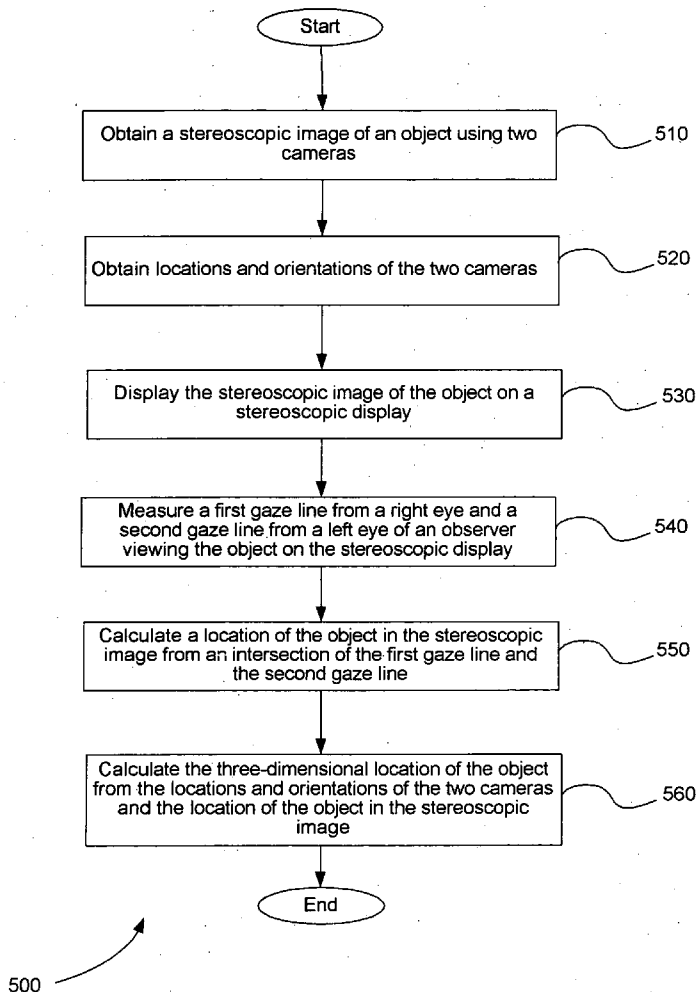 Start
Obtain a stereoscopic image of an object using two
cameras
510
Obtain locations and orientations of the two cameras
520
Display the stereoscopic image of the object on a
stereoscopic display
530
Measure a first gaze line from a right eye and a
second gaze line from a left eye of an observer
viewing the object on the stereoscopic display
540
Calculate a location of the object in the stereoscopic
image from an intersection of the first gaze line and
the second gaze line
550
Calculate the three-dimensional location of the object
from the locations and orientations of the two cameras
and the location of the object in the stereoscopic
image
560
End
500